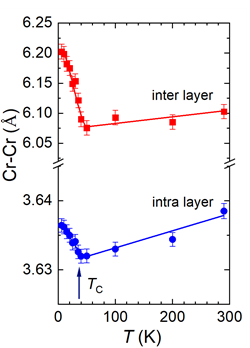 6.25
6.20
6.15
6.10
6.05
3.64
3.63
Cr-Cr (Å)
inter layer
intra layer
T_C
0 100 200 300
T (K)